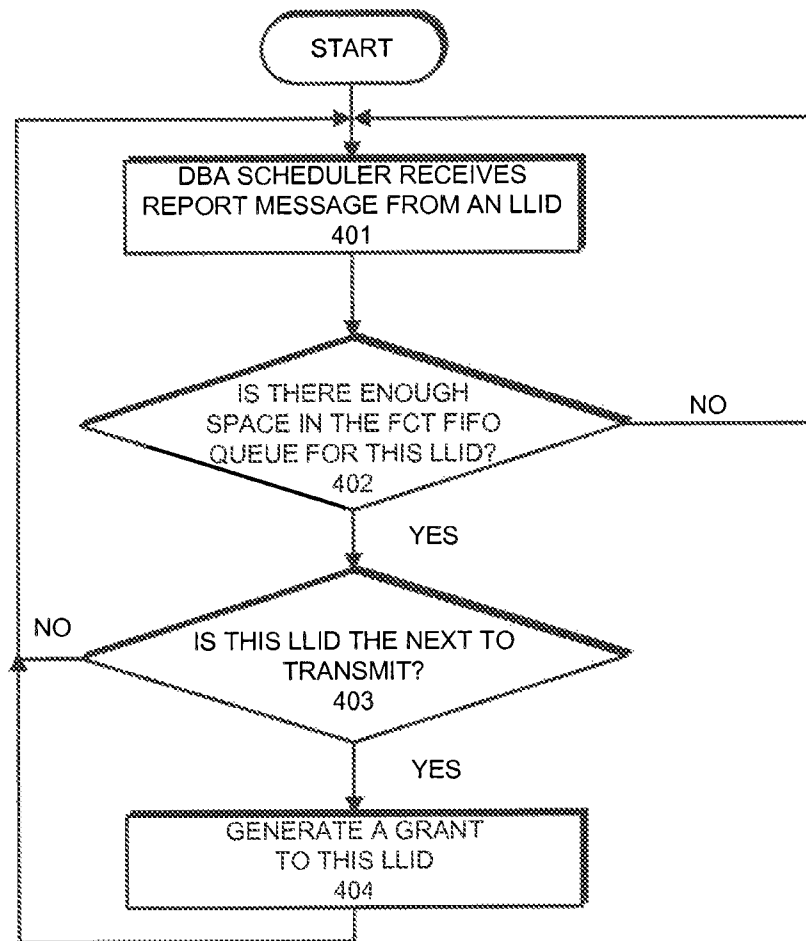 START
DBA SCHEDULER RECEIVES
REPORT MESSAGE FROM AN LLID
401
IS THERE ENOUGH
SPACE IN THE FCT FIFO
QUEUE FOR THIS LLID?
402
NO
YES
NO
IS THIS LLID THE NEXT TO
TRANSMIT?
403
YES
GENERATE A GRANT
TO THIS LLID
404